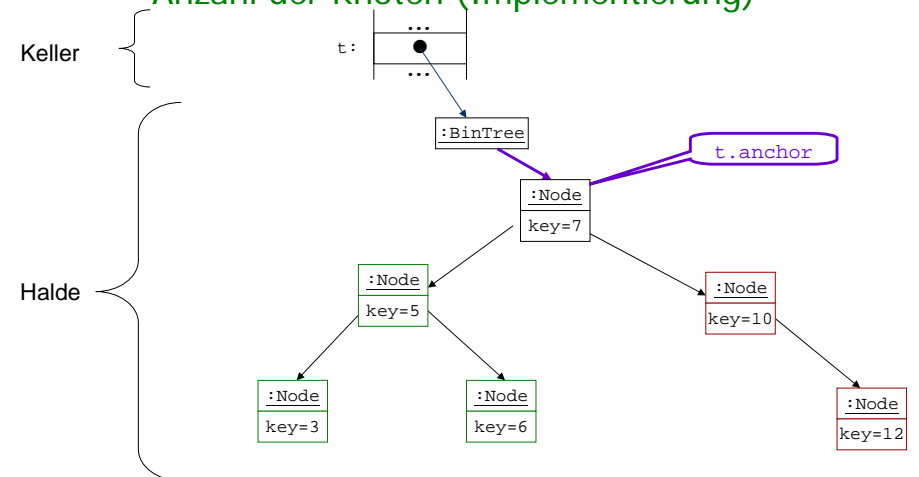 Anzahl der Knoten (Implementierung)
...
Keller
t:
...
:BinTree
t.anchor
:Node
key=7
:Node
key=5
:Node
key=10
Halde
:Node
key=3
:Node
key=6
:Node
key=12